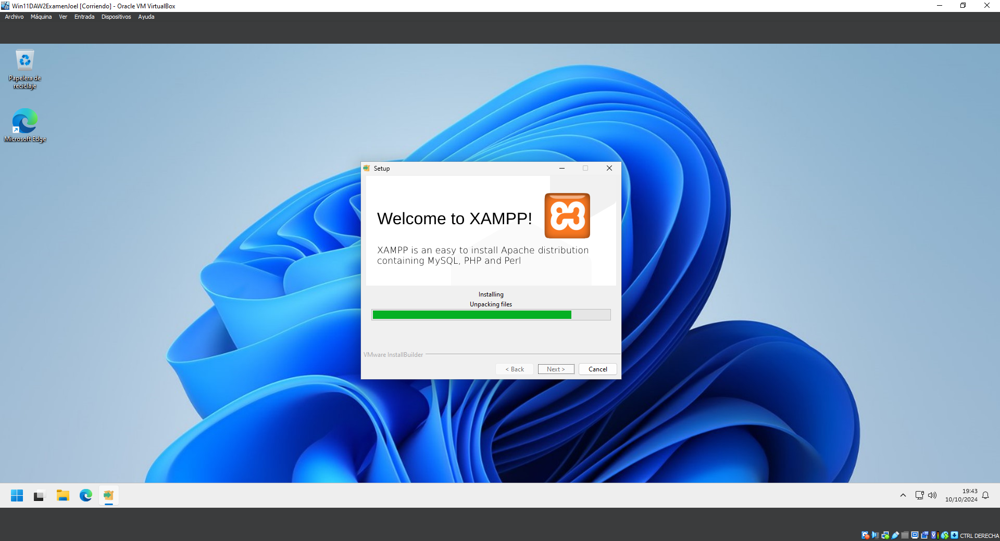 Win11DAW2ExamenJoel [Corriendo] - Oracle VM VirtualBox
Archivo Máquina Ver Entrada Dispositivos Ayuda
Papelera de
reciclaje
Microsoft Edge
Setup
Welcome to XAMPP!
XAMPP is an easy to install Apache distribution
containing MySQL, PHP and Perl
Installing
Unpacking files
VMware InstallBuilder
< Back Next > Cancel
19:43
10/10/2024
CTRL DERECHA